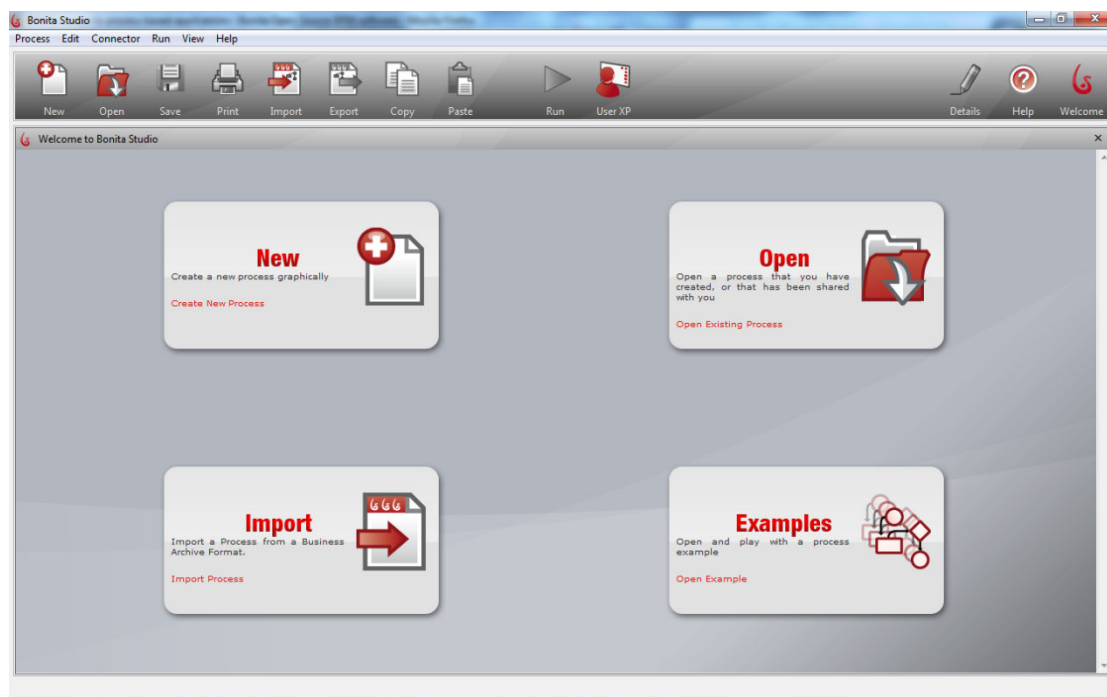 Bonita Studio
Process Edit Connector Run View Help
New Open Save Print Import Export Copy Paste Run User XP Details Help Welcome
Welcome to Bonita Studio
New
Create a new process graphically
Create New Process
Open
Open a process that you have
created, or that has been shared
with you
Open Existing Process
Import
Import a Process from a Business
Archive Format.
Import Process
Examples
Open and play with a process
example
Open Example